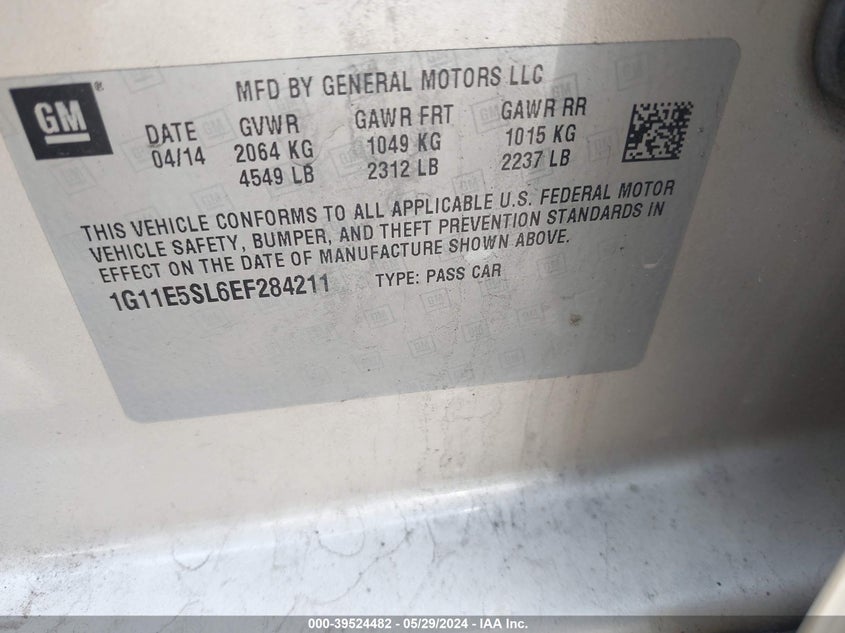 GM®
MFD BY GENERAL MOTORS LLC
DATE 04/14
GVWR 2064 KG 4549 LB
GAWR FRT 1049 KG 2312 LB
GAWR RR 1015 KG 2237 LB
THIS VEHICLE CONFORMS TO ALL APPLICABLE U.S. FEDERAL MOTOR
VEHICLE SAFETY, BUMPER, AND THEFT PREVENTION STANDARDS IN
EFFECT ON THE DATE OF MANUFACTURE SHOWN ABOVE.
1G11E5SL6EF284211 TYPE: PASS CAR
000-39524482 - 05/29/2024 - IAA Inc.